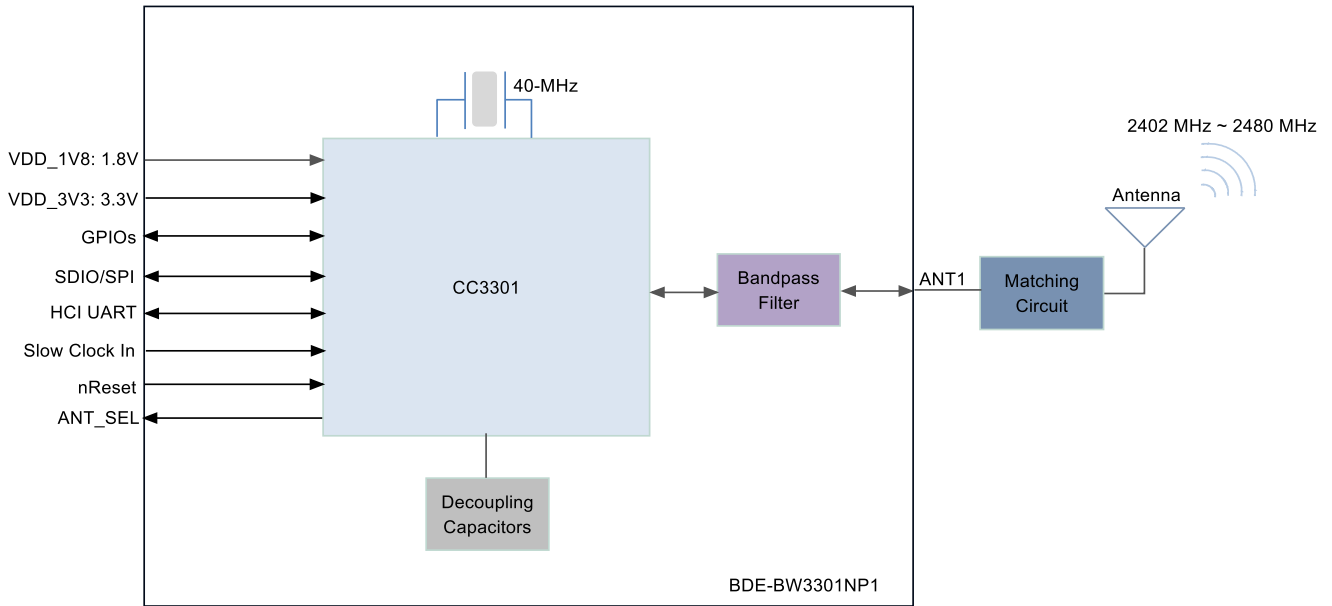 40-MHz
2402 MHz ~ 2480 MHz
VDD_1V8: 1.8V
VDD_3V3: 3.3V
GPIOs
SDIO/SPI
HCI UART
Slow Clock In
nReset
ANT_SEL
CC3301
Bandpass
Filter
ANT1
Matching
Circuit
Antenna
Decoupling
Capacitors
BDE-BW3301NP1